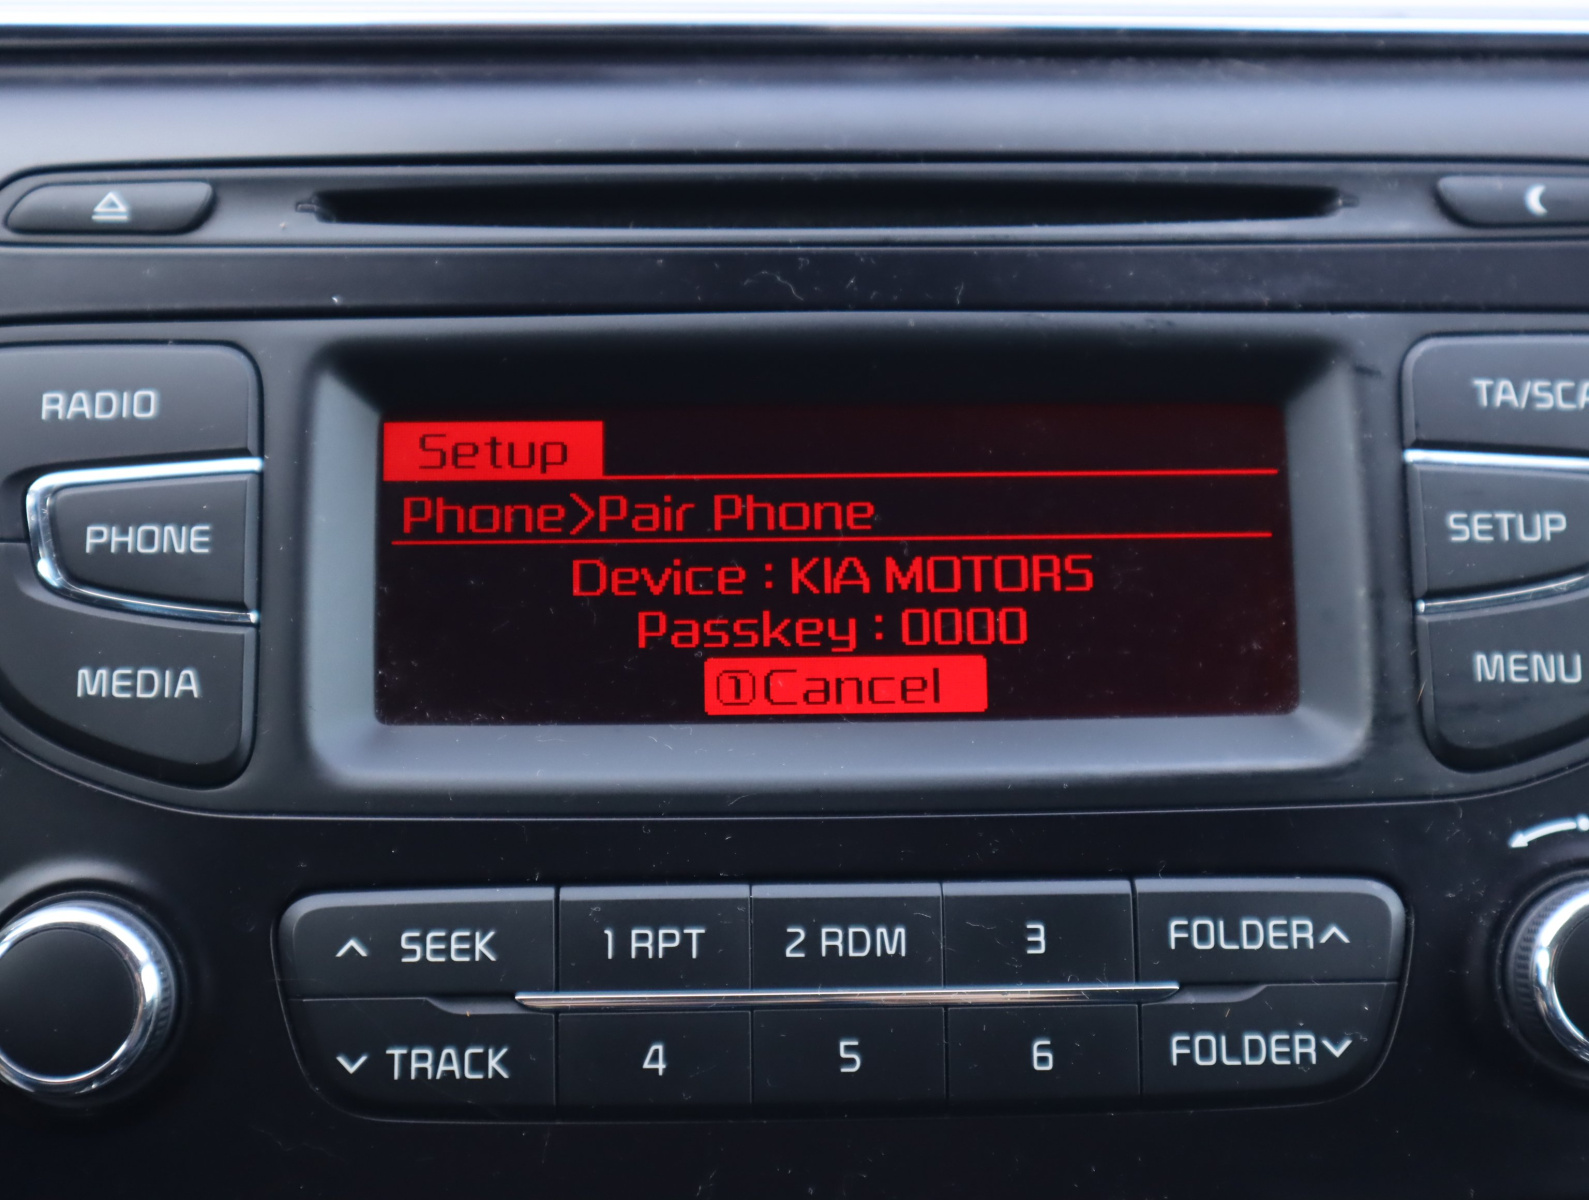 RADIO
PHONE
MEDIA
Setup
Phone>Pair Phone
Device : KIA MOTORS
Passkey : 0000
①Cancel
SETUP
MENU
SEEK
1 RPT
2 RDM
3
FOLDER
TRACK
4
5
6
FOLDER